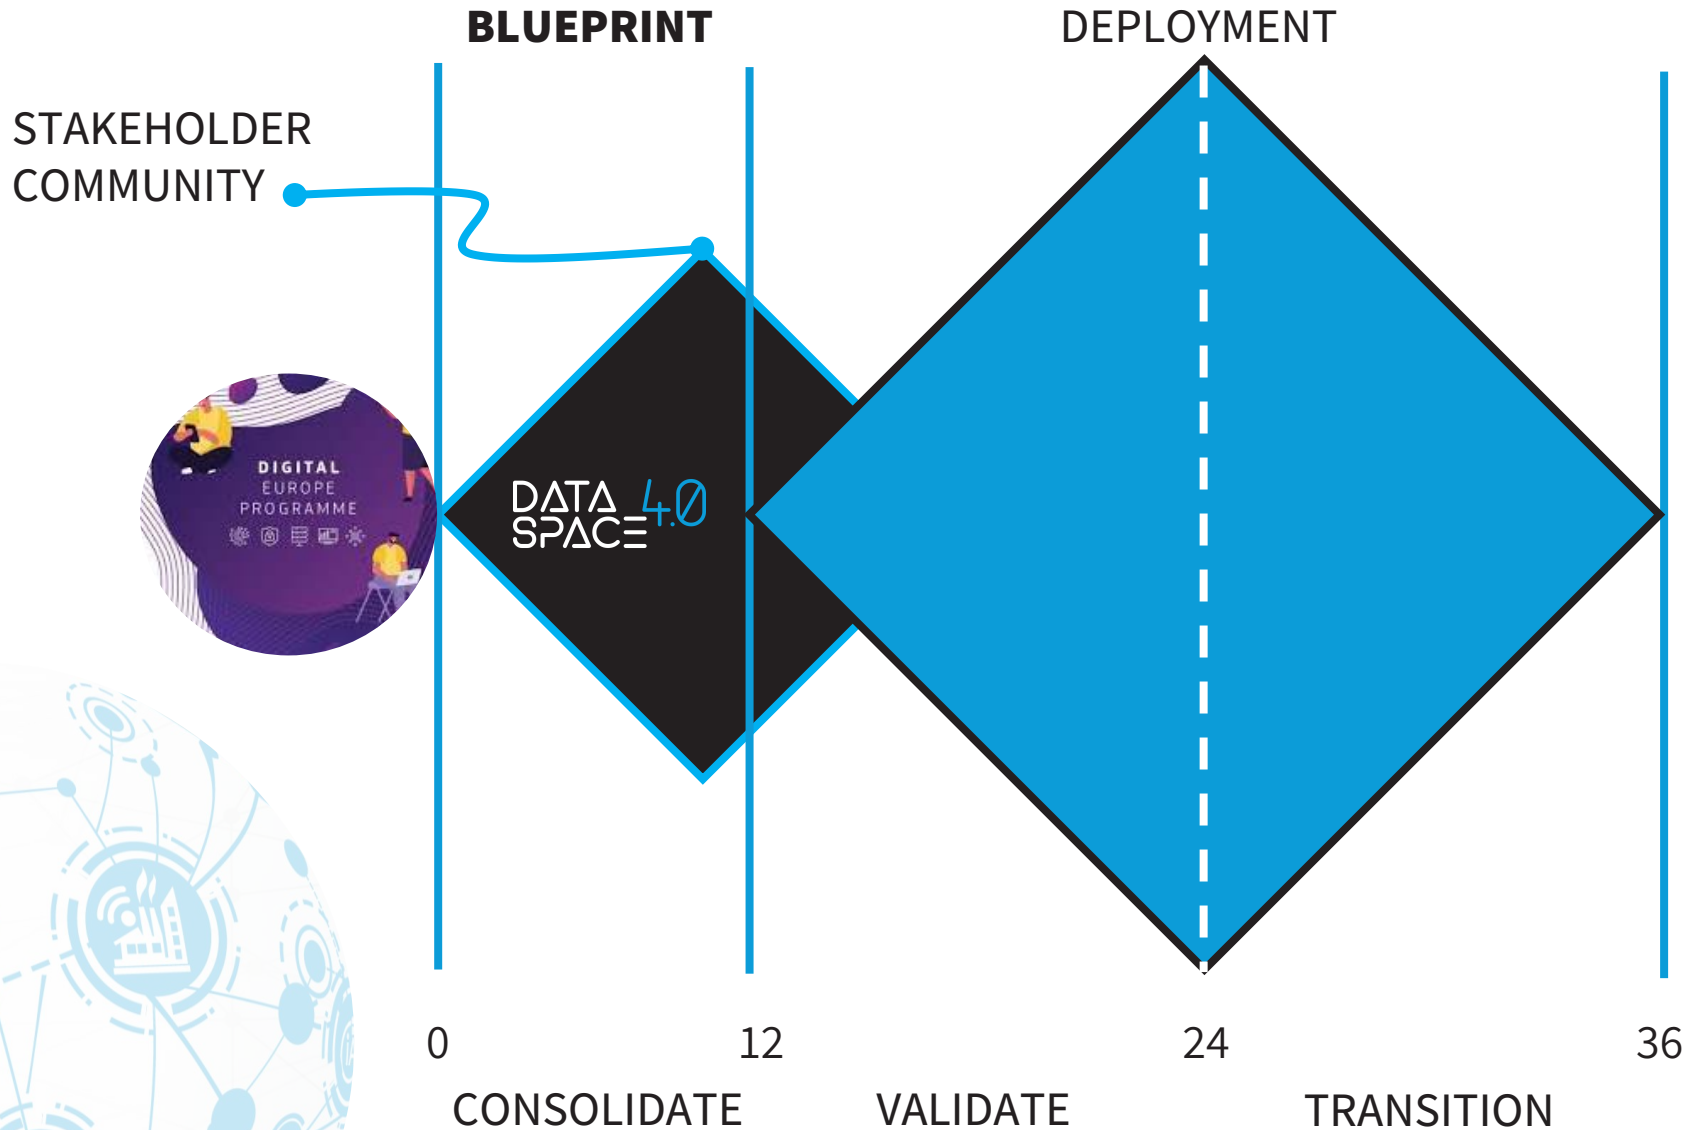 BLUEPRINT
DEPLOYMENT
STAKEHOLDER
COMMUNITY
DIGITAL
EUROPE
PROGRAMME
DATA
SPACE 4.0
0
12
24
36
CONSOLIDATE
VALIDATE
TRANSITION